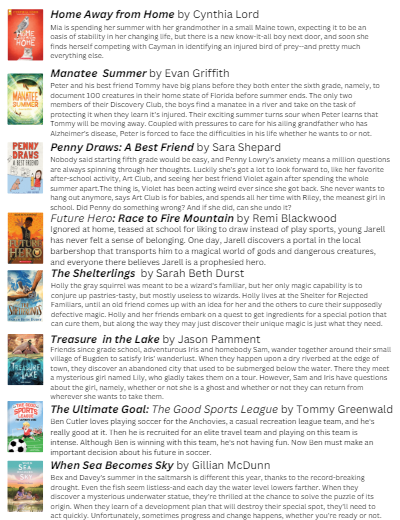 Home Away from Home by Cynthia Lord
Mia is spending her summer with her grandmother in a small Maine town, expecting it to be an
oasis of stability in her changing life, but there is a new know-it-all boy next door, and soon she
finds herself competing with Cayman in identifying an injured bird of prey--and pretty much
everything else.
Manatee Summer by Evan Griffith
Peter and his best friend Tommy have big plans before they both enter the sixth grade, namely, to
document 100 creatures in their home state of Florida before summer ends. The only two
members of their Discovery Club, the boys find a manatee in a river and take on the task of
protecting it when they learn it's injured. Their exciting summer turns sour when Peter learns that
Tommy will be moving away. Coupled with pressures to care for his ailing grandfather who has
Alzheimer's disease, Peter is forced to face the difficulties in his life whether he wants to or not.
Penny Draws: A Best Friend by Sara Shepard
Nobody said starting fifth grade would be easy, and Penny Lowry's anxiety means a million questions
are always spinning through her thoughts. Luckily she's got a lot to look forward to, like her favorite
after-school activity, Art Club, and seeing her best friend Violet again after spending the whole
summer apart.The thing is, Violet has been acting weird ever since she got back. She never wants to
hang out anymore, says Art Club is for babies, and spends all her time with Riley, the meanest girl in
school. Did Penny do something wrong? And if she did, can she undo it?
Future Hero: Race to Fire Mountain by Remi Blackwood
Ignored at home, teased at school for liking to draw instead of play sports, young Jarell
has never felt a sense of belonging. One day, Jarell discovers a portal in the local
barbershop that transports him to a magical world of gods and dangerous creatures,
and everyone there believes Jarell is a prophesied hero.
The Shelterlings by Sarah Beth Durst
Holly the gray squirrel was meant to be a wizard's familiar, but her only magical capability is to
conjure up pastries-tasty, but mostly useless to wizards. Holly lives at the Shelter for Rejected
Familiars, until an old friend comes up with an idea for her and the others to cure their supposedly
defective magic. Holly and her friends embark on a quest to get ingredients for a special potion that
can cure them, but along the way they may just discover their unique magic is just what they need.
Treasure in the Lake by Jason Pamment
Friends since grade school, adventurous Iris and homebody Sam, wander together around their small
village of Bugden to satisfy Iris' wanderlust. When they happen upon a dry riverbed at the edge of
town, they discover an abandoned city that used to be submerged below the water. There they meet
a mysterious girl named Lily, who gladly takes them on a tour. However, Sam and Iris have questions
about the girl, namely, whether or not she is a ghost and whether or not they can return from
wherever she wants to take them.
The Ultimate Goal: The Good Sports League by Tommy Greenwald
Ben Cutler loves playing soccer for the Anchovies, a casual recreation league team, and he's
really good at it. Then he is recruited for an elite travel team and playing on this team is
intense. Although Ben is winning with this team, he's not having fun. Now Ben must make an
important decision about his future in soccer.
When Sea Becomes Sky by Gillian McDunn
Bex and Davey's summer in the saltmarsh is different this year, thanks to the record-breaking
drought. Even the fish seem listless-and each day the water level lowers farther. When they
discover a mysterious underwater statue, they're thrilled at the chance to solve the puzzle of its
origin. When they learn of a development plan that will destroy their special spot, they'll need to
act quickly. Unfortunately, sometimes progress and change happens, whether you're ready or not.